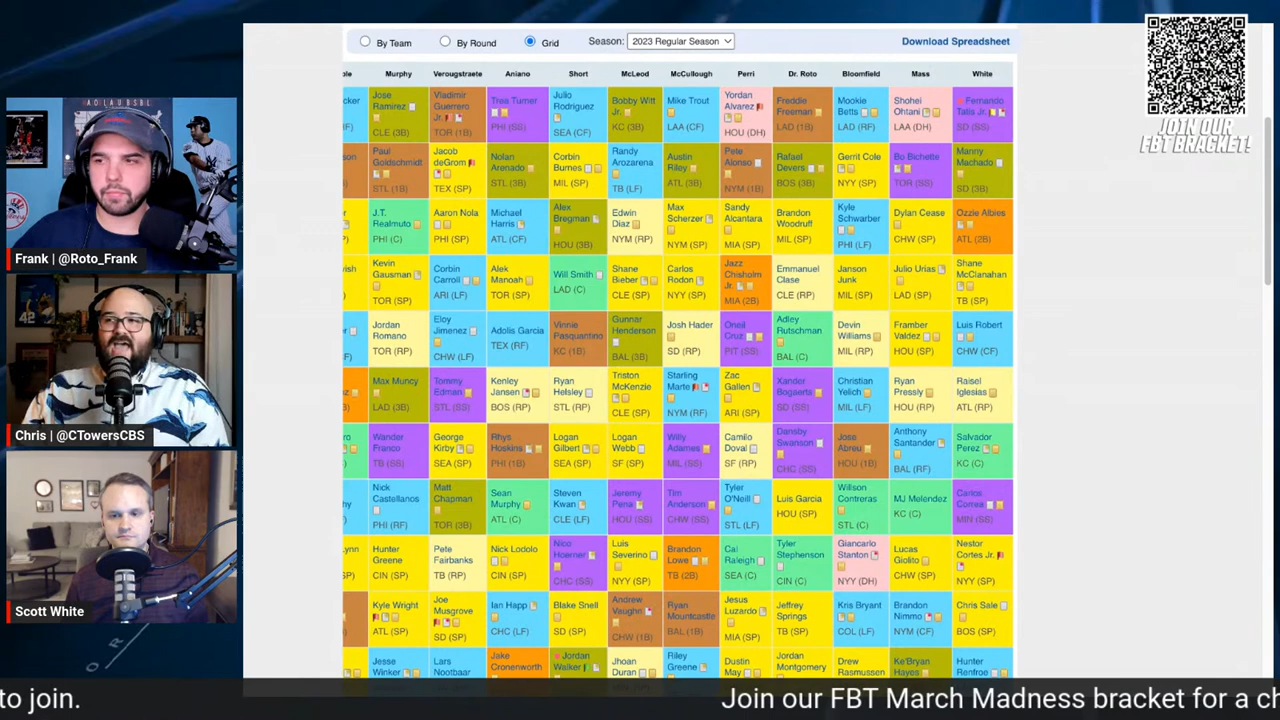 By Team
By Round
Grid
Season:
2023 Regular Season
Download Spreadsheet
JOIN OUR
FBT BRACKET!
Murphy Verougstraete Aniano Short McLeod McCullough Perri Dr. Roto Bloomfield Mass White
Jose Ramirez CLE (3B)
Vladimir Guerrero Jr. TOR (1B)
Trea Turner PHI (SS)
Julio Rodriguez SEA (CF)
Bobby Witt Jr. KC (3B)
Mike Trout LAA (CF)
Yordan Alvarez HOU (DH)
Freddie Freeman LAD (1B)
Mookie Betts LAD (RF)
Shohei Ohtani LAA (DH)
Fernando Tatis Jr. SD (SS)
Paul Goldschmidt STL (1B)
Jacob deGrom TEX (SP)
Nolan Arenado STL (3B)
Corbin Burnes MIL (SP)
Randy Arozarena TB (LF)
Austin Riley ATL (3B)
Pete Alonso NYM (1B)
Rafael Devers BOS (3B)
Gerrit Cole NYY (SP)
Bo Bichette TOR (SS)
Manny Machado SD (3B)
J.T. Realmuto PHI (C)
Aaron Nola PHI (SP)
Michael Harris ATL (CF)
Alex Bregman HOU (3B)
Edwin Diaz NYM (RP)
Max Scherzer NYM (SP)
Sandy Alcantara MIA (SP)
Brandon Woodruff MIL (SP)
Kyle Schwarber PHI (LF)
Dylan Cease CHW (SP)
Ozzie Albies ATL (2B)
Kevin Gausman TOR (SP)
Corbin Carroll ARI (LF)
Alek Manoah TOR (SP)
Will Smith LAD (C)
Shane Bieber CLE (SP)
Carlos Rodon NYY (SP)
Jazz Chisholm Jr. MIA (2B)
Emmanuel Clase CLE (RP)
Janson Junk MIL (SP)
Julio Urias LAD (SP)
Shane McClanahan TB (SP)
Jordan Romano TOR (RP)
Eloy Jimenez CHW (LF)
Adolis Garcia TEX (RF)
Vinnie Pasquantino KC (1B)
Gunnar Henderson BAL (3B)
Josh Hader SD (RP)
Oneil Cruz PIT (SS)
Adley Rutschman BAL (C)
Devin Williams MIL (RP)
Framber Valdez HOU (SP)
Luis Robert CHW (CF)
Max Muncy LAD (3B)
Tommy Edman STL (SS)
Kenley Jansen BOS (RP)
Ryan Helsley STL (RP)
Triston McKenzie CLE (SP)
Starling Marte NYM (RF)
Zac Gallen ARI (SP)
Xander Bogaerts SD (SS)
Christian Yelich MIL (LF)
Ryan Pressly HOU (RP)
Raisel Iglesias ATL (RP)
Wander Franco TB (SS)
George Kirby SEA (SP)
Rhys Hoskins PHI (1B)
Logan Gilbert SEA (SP)
Logan Webb SF (SP)
Willy Adames MIL (SS)
Camilo Doval SF (RP)
Dansby Swanson CHC (SS)
Jose Abreu HOU (1B)
Anthony Santander BAL (RF)
Salvador Perez KC (C)
Nick Castellanos PHI (RF)
Matt Chapman TOR (3B)
Sean Murphy ATL (C)
Steven Kwan CLE (LF)
Jeremy Pena HOU (SS)
Tim Anderson CHW (SS)
Tyler O'Neill STL (LF)
Luis Garcia HOU (SP)
Willson Contreras STL (C)
MJ Melendez KC (C)
Carlos Correa MIN (SS)
Hunter Greene CIN (SP)
Pete Fairbanks TB (RP)
Nick Lodolo CIN (SP)
Nico Hoerner CHC (SS)
Luis Severino NYY (SP)
Brandon Lowe TB (2B)
Cal Raleigh SEA (C)
Tyler Stephenson CIN (C)
Giancarlo Stanton NYY (DH)
Lucas Giolito CHW (SP)
Nestor Cortes Jr. NYY (SP)
Kyle Wright ATL (SP)
Joe Musgrove SD (SP)
Ian Happ CHC (LF)
Blake Snell SD (SP)
Andrew Vaughn CHW (1B)
Ryan Mountcastle BAL (1B)
Jesus Luzardo MIA (SP)
Jeffrey Springs TB (SP)
Kris Bryant COL (LF)
Brandon Nimmo NYM (CF)
Chris Sale BOS (SP)
Jesse Winker
Lars Nootbaar
Jake Cronenworth
Jordan Walker
Jhoan Duran
Riley Greene
Dustin May
Jordan Montgomery
Drew Rasmussen
Ke'Bryan Hayes
Hunter Renfroe
Frank | @Roto_Frank
Chris | @CTowersCBS
Scott White
to join.
Join our FBT March Madness bracket for a ch